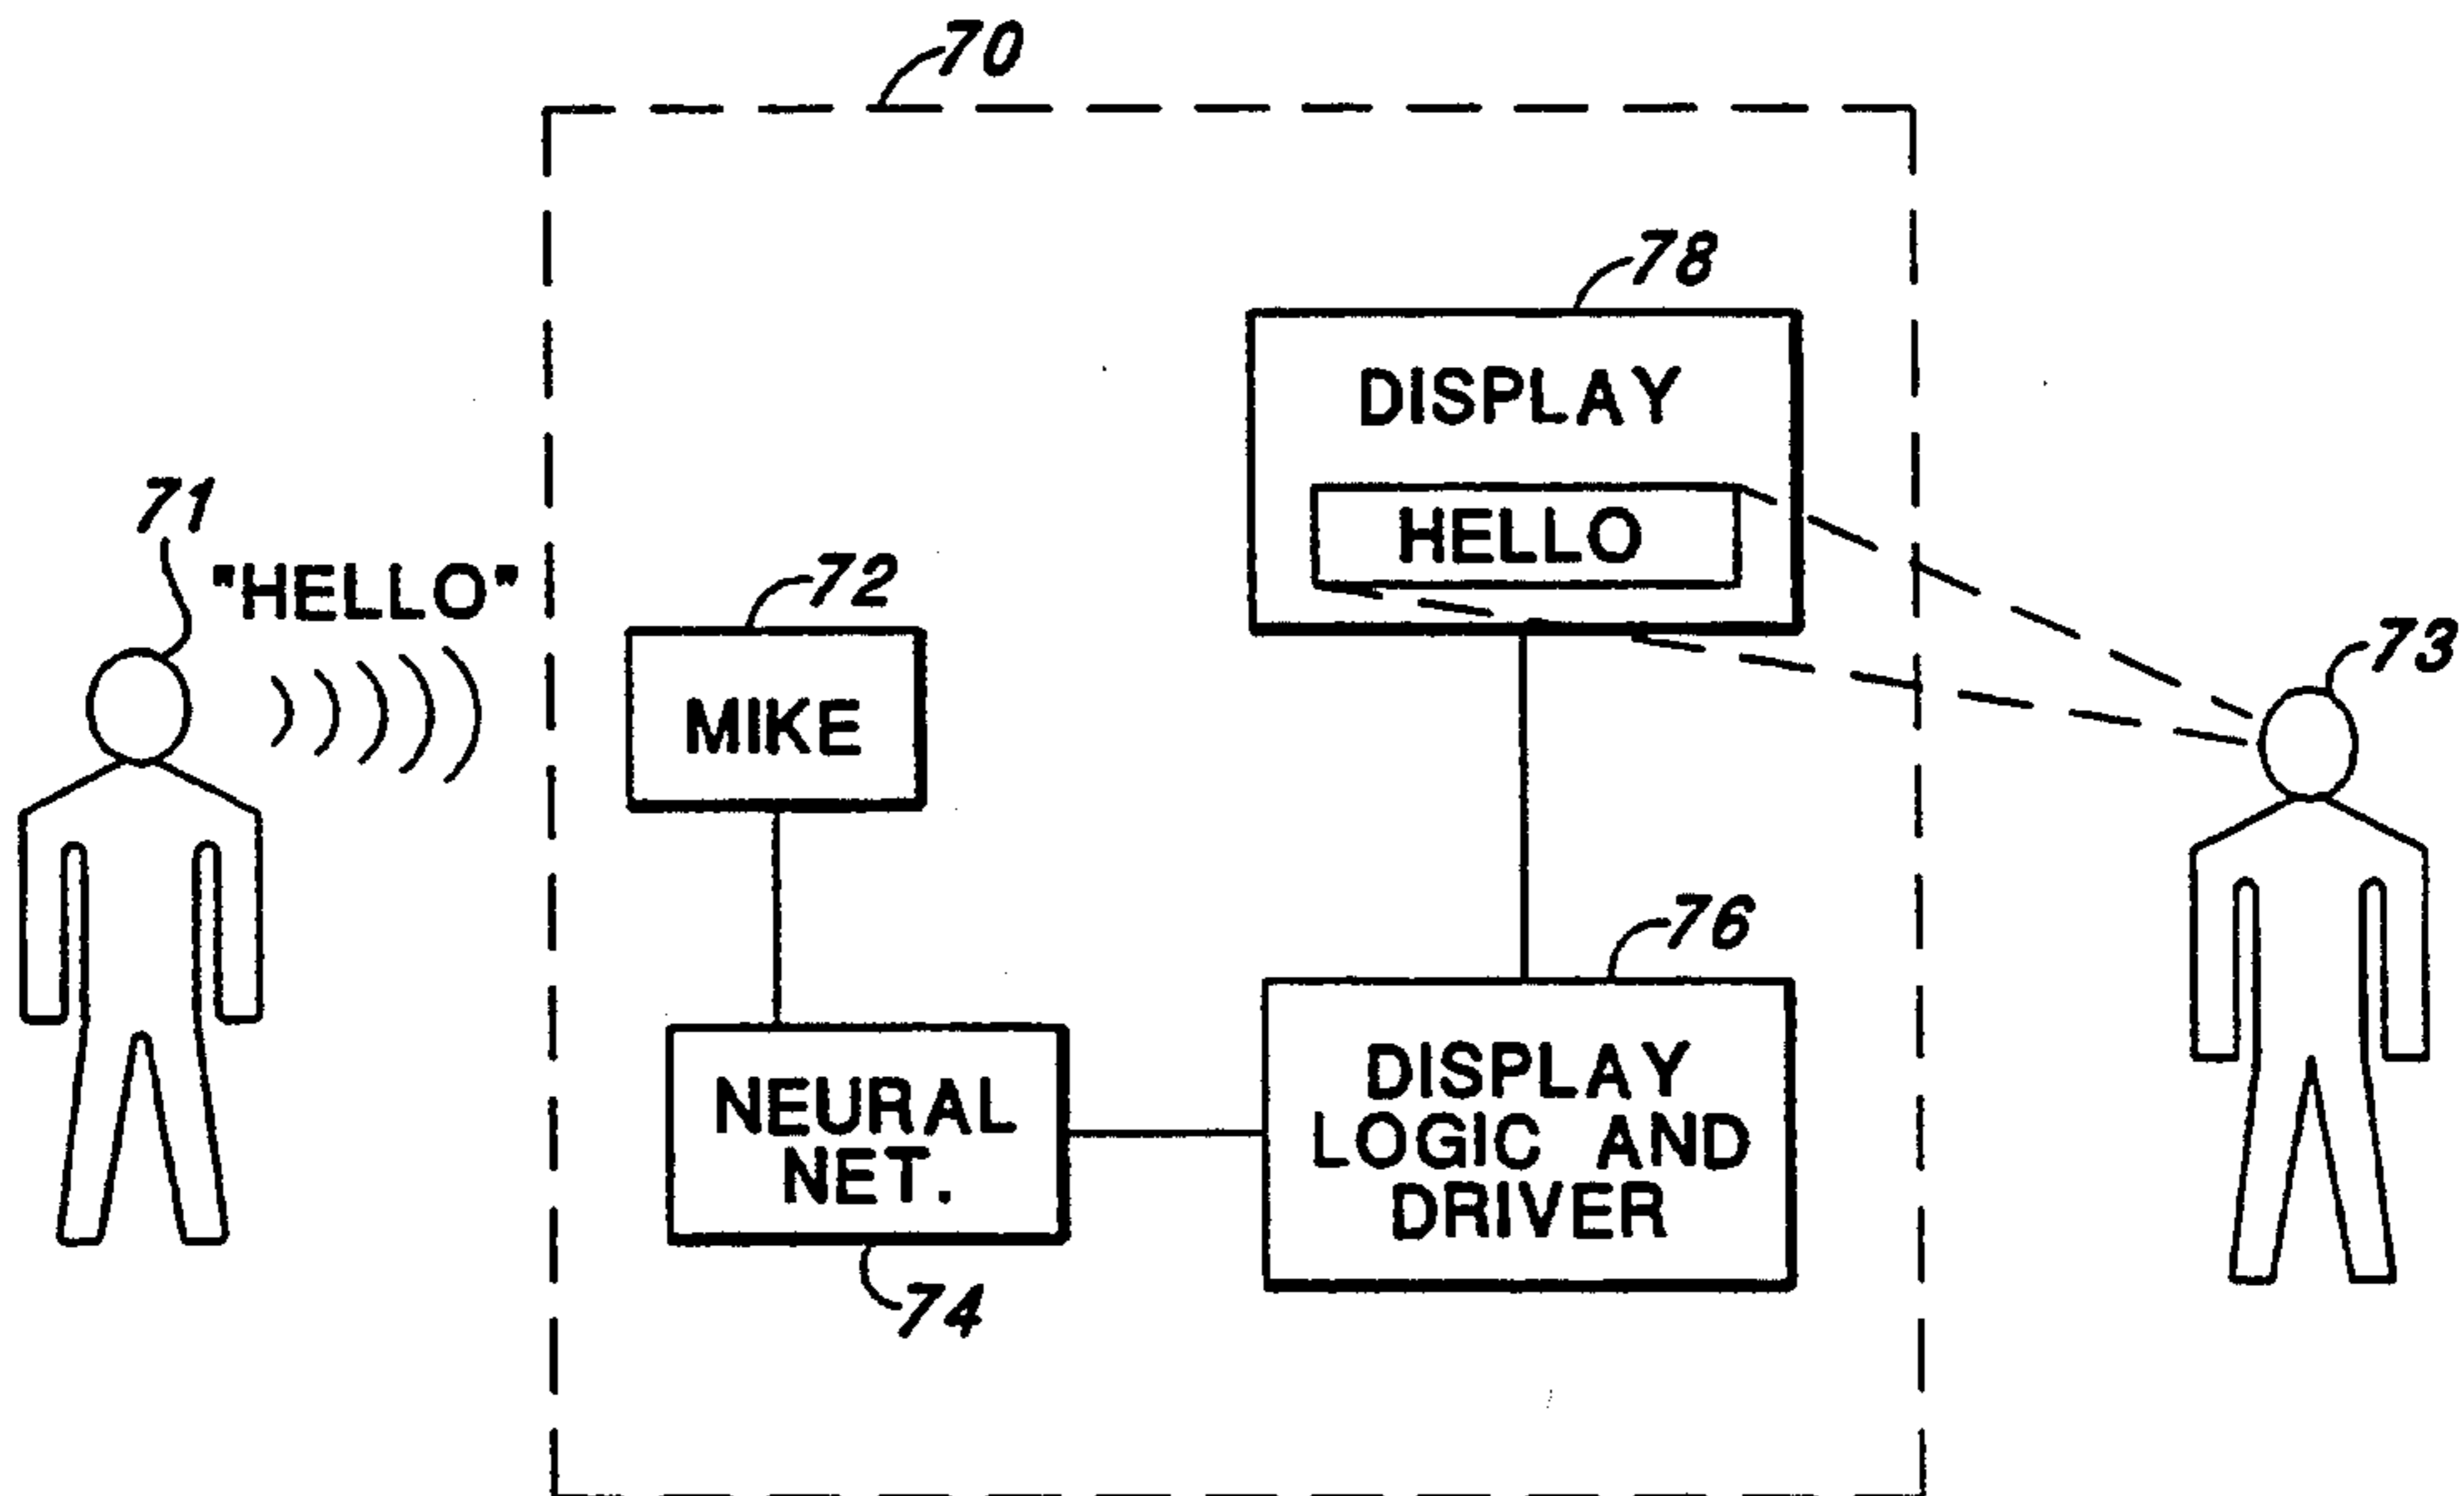 70
78
DISPLAY
HELLO
71
"HELLO"
72
MIKE
73
76
NEURAL
NET.
74
DISPLAY
LOGIC AND
DRIVER